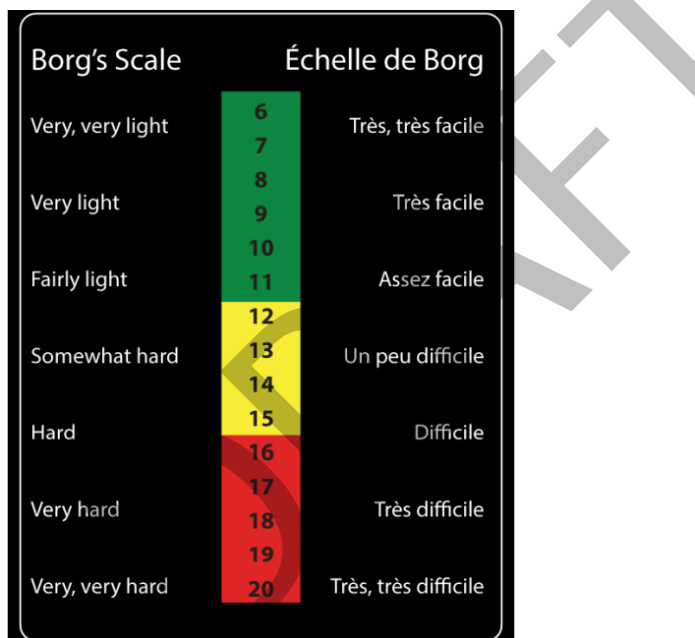 Borg's Scale Échelle de Borg
6
Very, very light Très, très facile
7
8
Very light Très facile
9
10
Fairly light 11 Assez facile
12
Somewhat hard 13 Un peu difficile
14
15
Hard Difficile
16
17
Very hard Très difficile
18
19
Very, very hard 20 Très, très difficile